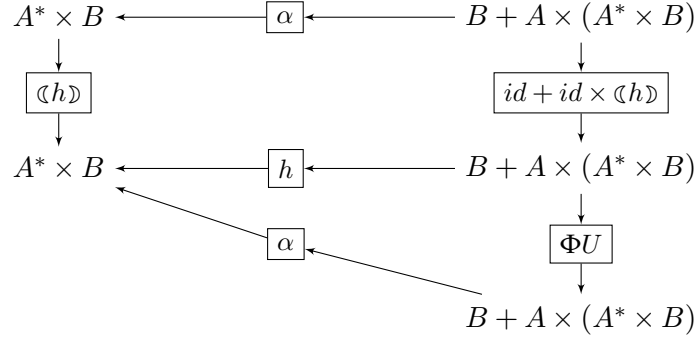 A* × B α B + A × (A* × B)
⦅h⦆ id + id × ⦅h⦆
A* × B h B + A × (A* × B)
α ΦU
B + A × (A* × B)